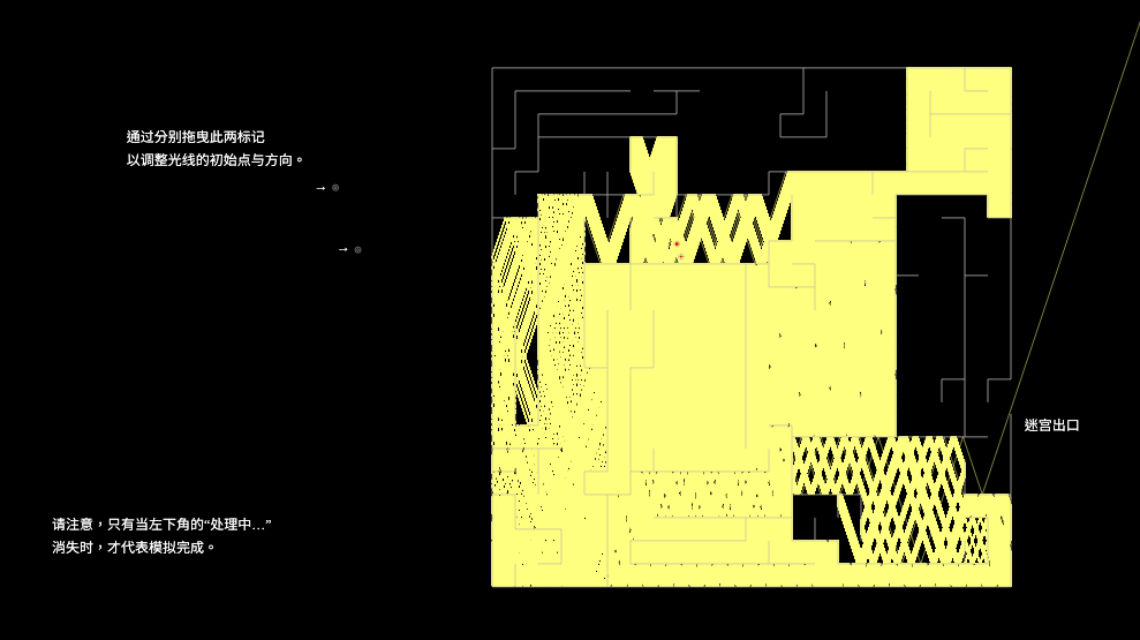 通过分别拖曳此两标记
以调整光线的初始点与方向。
迷宫出口
请注意，只有当左下角的“处理中…”
消失时，才代表模拟完成。